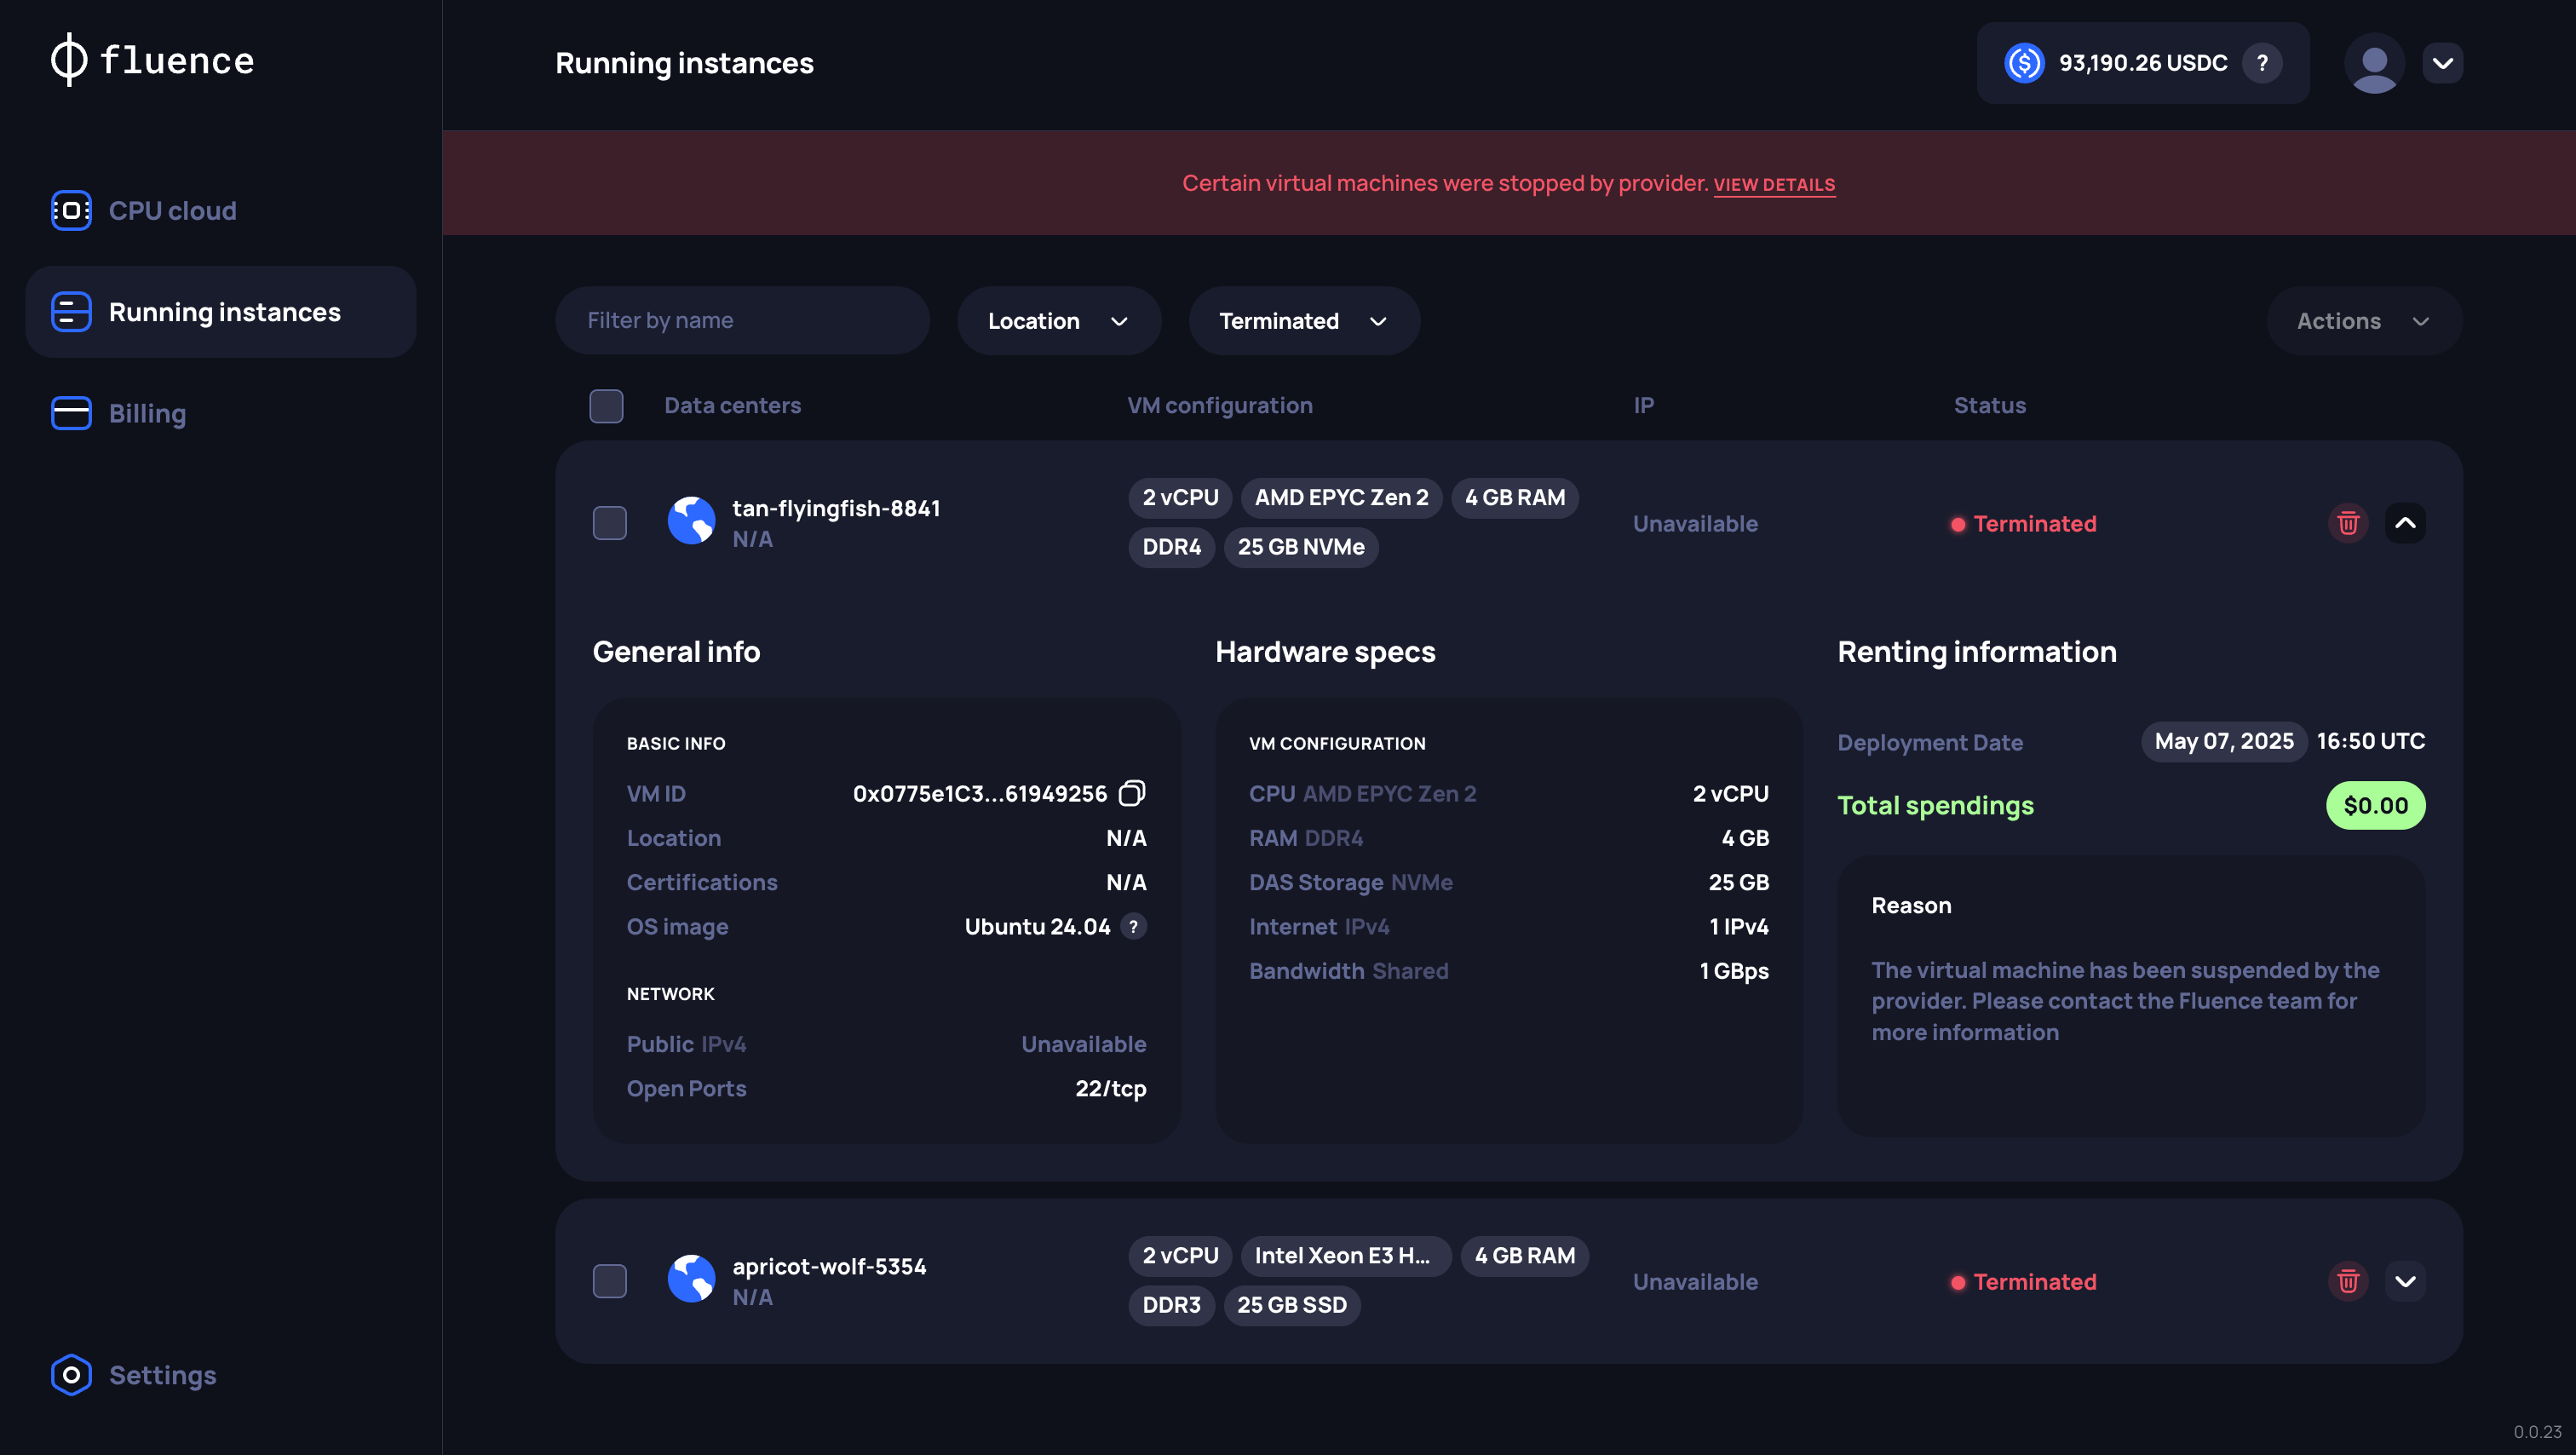 fluence
CPU cloud
Running instances
Billing
Settings
Running instances
93,190.26 USDC ?
Certain virtual machines were stopped by provider. VIEW DETAILS
Filter by name
Location
Terminated
Actions
Data centers VM configuration IP Status
tan-flyingfish-8841
N/A
2 vCPU AMD EPYC Zen 2 4 GB RAM
DDR4 25 GB NVMe
Unavailable
Terminated
General info
BASIC INFO
VM ID 0x0775e1C3...61949256
Location N/A
Certifications N/A
OS image Ubuntu 24.04 ?
NETWORK
Public IPv4 Unavailable
Open Ports 22/tcp
Hardware specs
VM CONFIGURATION
CPU AMD EPYC Zen 2 2 vCPU
RAM DDR4 4 GB
DAS Storage NVMe 25 GB
Internet IPv4 1 IPv4
Bandwidth Shared 1 GBps
Renting information
Deployment Date May 07, 2025 16:50 UTC
Total spendings $0.00
Reason
The virtual machine has been suspended by the
provider. Please contact the Fluence team for
more information
apricot-wolf-5354
N/A
2 vCPU Intel Xeon E3 H... 4 GB RAM
DDR3 25 GB SSD
Unavailable
Terminated
0.0.23